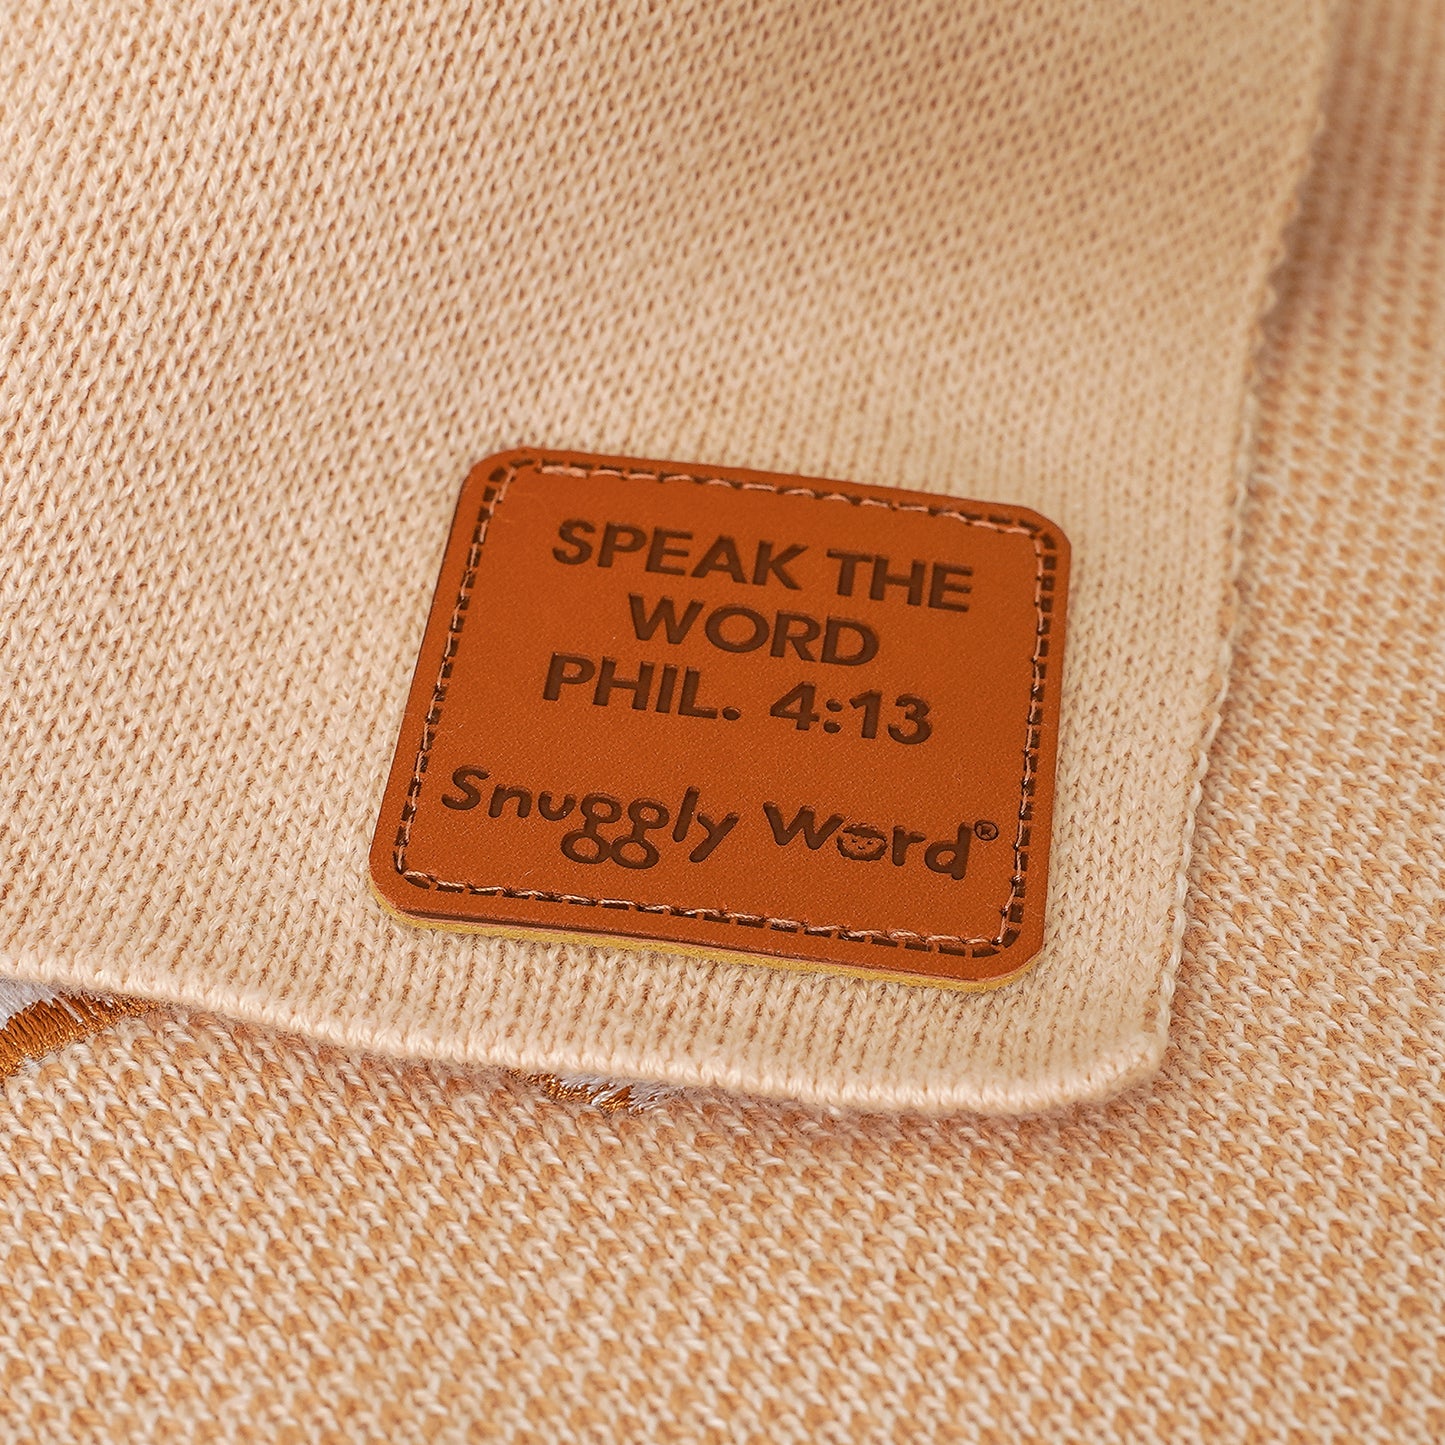 SPEAK THE
WORD
PHIL. 4:13
Snuggly Word®